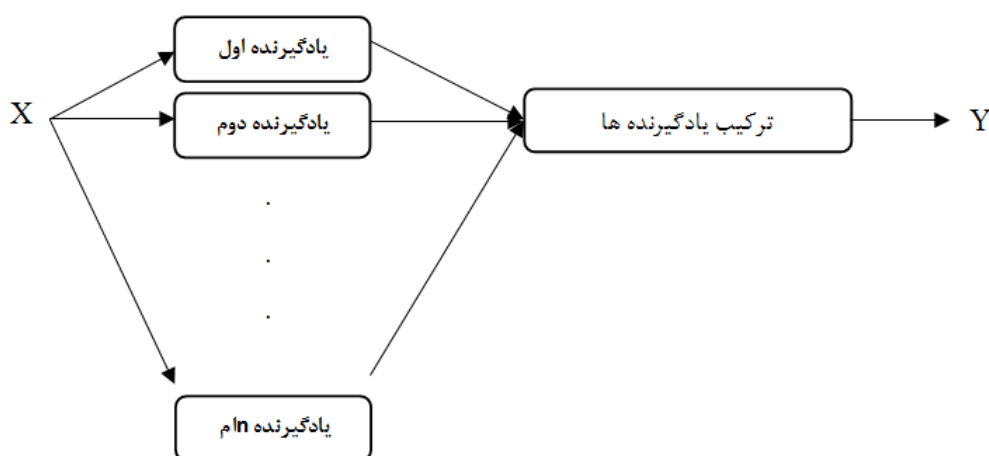 یادگیرنده اول
X
یادگیرنده دوم
ترکیب یادگیرنده ها
Y
.
.
.
یادگیرنده nام